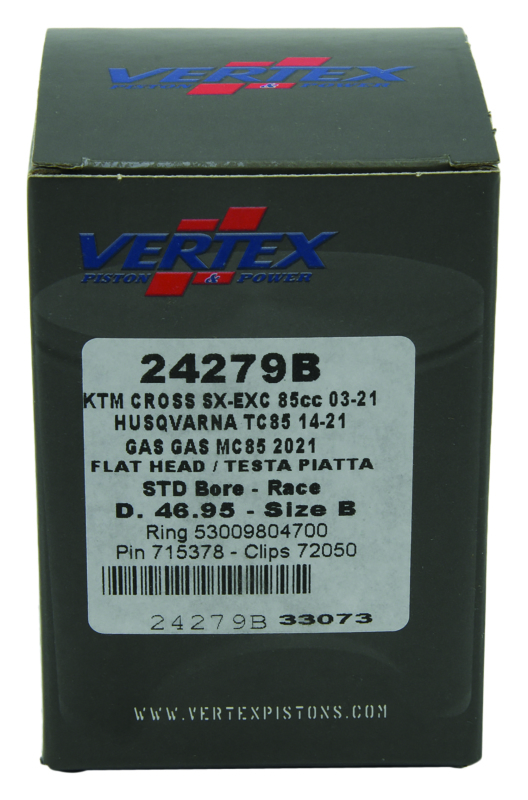 VERTEX
PISTON & POWER
VERTEX
PISTON & POWER
24279B
KTM CROSS SX-EXC 85cc 03-21
HUSQVARNA TC85 14-21
GAS GAS MC85 2021
FLAT HEAD / TESTA PIATTA
STD Bore - Race
D. 46.95 - Size B
Ring 53009804700
Pin 715378 - Clips 72050
24279B 33073
WWW.VERTEXPISTONS.COM